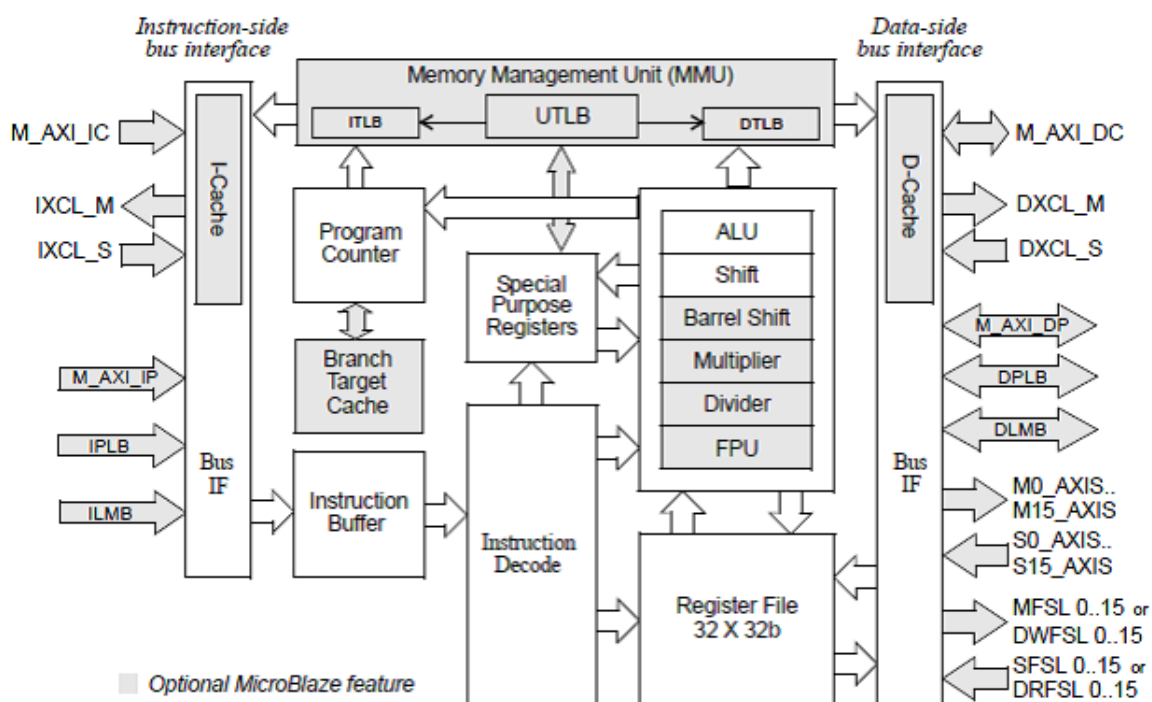 Instruction-side
bus interface
Data-side
bus interface
Memory Management Unit (MMU)
ITLB
UTLB
DTLB
M_AXI_IC
IXCL_M
IXCL_S
I-Cache
M_AXI_IP
IPLB
ILMB
Bus
IF
Program
Counter
Branch
Target
Cache
Instruction
Buffer
Special
Purpose
Registers
Instruction
Decode
ALU
Shift
Barrel Shift
Multiplier
Divider
FPU
Register File
32 X 32b
D-Cache
Bus
IF
M_AXI_DC
DXCL_M
DXCL_S
M_AXI_DP
DPLB
DLMB
M0_AXIS..
M15_AXIS
S0_AXIS..
S15_AXIS
MFSL 0..15 or
DWFSL 0..15
SFSL 0..15 or
DRFSL 0..15
Optional MicroBlaze feature